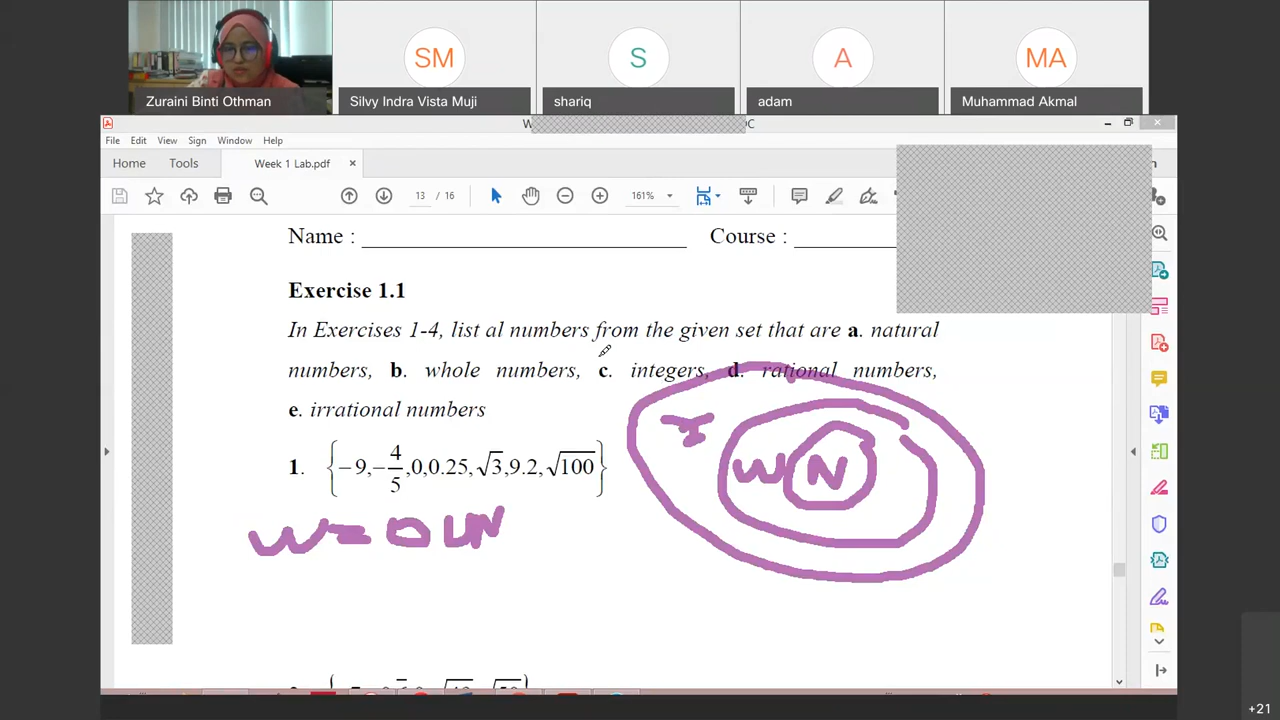 SM
S
A
MA
Zuraini Binti Othman
Silvy Indra Vista Muji
shariq
adam
Muhammad Akmal
File Edit View Sign Window Help
Home Tools Week 1 Lab.pdf
13 / 16
161%
Name : Course :
Exercise 1.1
In Exercises 1-4, list al numbers from the given set that are a. natural
numbers, b. whole numbers, c. integers, d. rational numbers,
e. irrational numbers
1. {−9,−4/5,0,0.25,√3,9.2,√100}
I
W N
W=0UN
+21